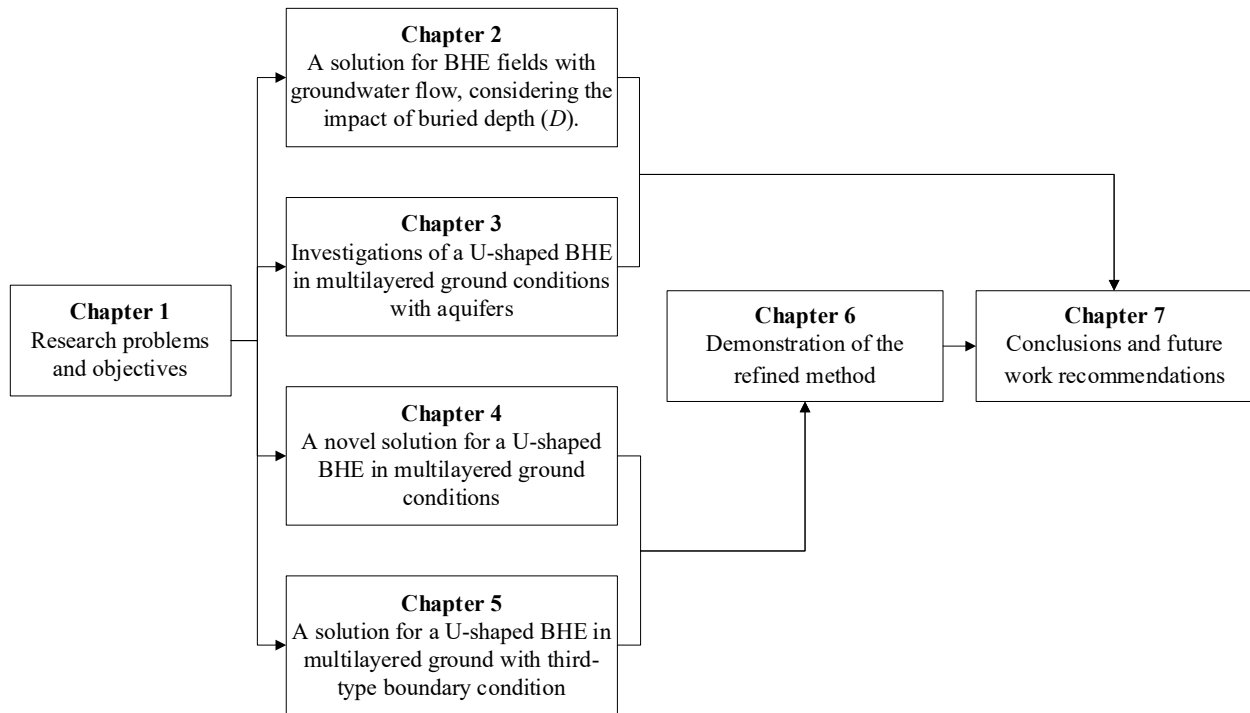 Chapter 1
Research problems
and objectives
Chapter 2
A solution for BHE fields with
groundwater flow, considering the
impact of buried depth (D).
Chapter 3
Investigations of a U-shaped BHE
in multilayered ground conditions
with aquifers
Chapter 4
A novel solution for a U-shaped
BHE in multilayered ground
conditions
Chapter 5
A solution for a U-shaped BHE in
multilayered ground with third-
type boundary condition
Chapter 6
Demonstration of the
refined method
Chapter 7
Conclusions and future
work recommendations